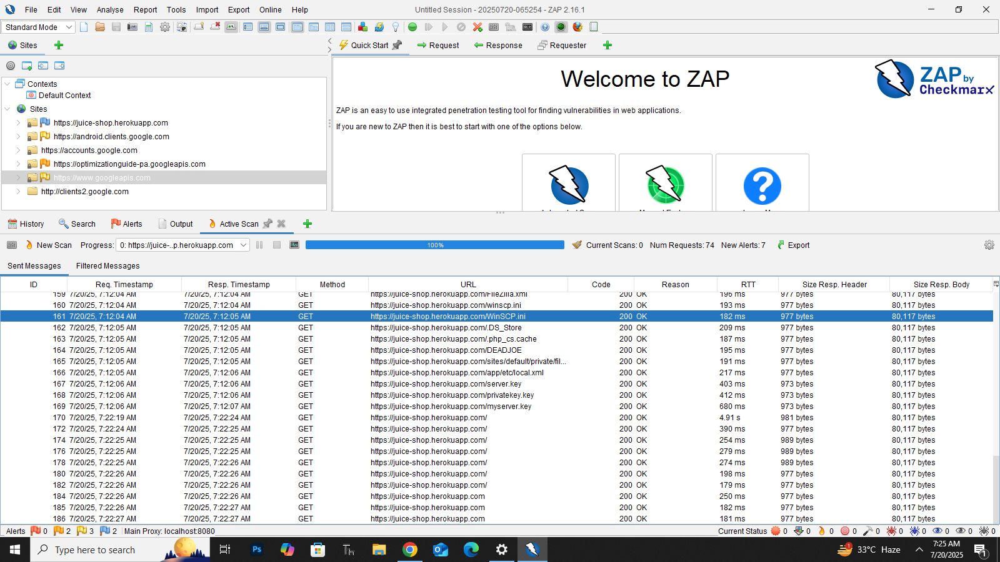 Untitled Session - 20250720-065254 - ZAP 2.16.1
File Edit View Analyse Report Tools Import Export Online Help
Standard Mode
Sites
Quick Start Request Response Requester
Contexts
Default Context
Sites
https://juice-shop.herokuapp.com
https://android.clients.google.com
https://accounts.google.com
https://optimizationguide-pa.googleapis.com
https://www.googleapis.com
http://clients2.google.com
Welcome to ZAP
ZAP by
Checkmarx
ZAP is an easy to use integrated penetration testing tool for finding vulnerabilities in web applications.
If you are new to ZAP then it is best to start with one of the options below.
History Search Alerts Output Active Scan
New Scan Progress: 0: https://juice-..p.herokuapp.com 100% Current Scans: 0 Num Requests: 74 New Alerts: 7 Export
Sent Messages Filtered Messages
ID Req. Timestamp Resp. Timestamp Method URL Code Reason RTT Size Resp. Header Size Resp. Body
159 7/20/25, 7:12:04 AM 7/20/25, 7:12:04 AM GET https://juice-shop.herokuapp.com/FileZilla.xml 200 OK 196 ms 977 bytes 80,117 bytes
160 7/20/25, 7:12:04 AM 7/20/25, 7:12:04 AM GET https://juice-shop.herokuapp.com/winscp.ini 200 OK 193 ms 977 bytes 80,117 bytes
161 7/20/25, 7:12:04 AM 7/20/25, 7:12:05 AM GET https://juice-shop.herokuapp.com/WinSCP.ini 200 OK 182 ms 977 bytes 80,117 bytes
162 7/20/25, 7:12:05 AM 7/20/25, 7:12:05 AM GET https://juice-shop.herokuapp.com/.DS_Store 200 OK 209 ms 977 bytes 80,117 bytes
163 7/20/25, 7:12:05 AM 7/20/25, 7:12:05 AM GET https://juice-shop.herokuapp.com/.php_cs.cache 200 OK 187 ms 977 bytes 80,117 bytes
164 7/20/25, 7:12:05 AM 7/20/25, 7:12:05 AM GET https://juice-shop.herokuapp.com/DEADJOE 200 OK 195 ms 977 bytes 80,117 bytes
165 7/20/25, 7:12:05 AM 7/20/25, 7:12:05 AM GET https://juice-shop.herokuapp.com/sites/default/private/fil... 200 OK 191 ms 977 bytes 80,117 bytes
166 7/20/25, 7:12:05 AM 7/20/25, 7:12:06 AM GET https://juice-shop.herokuapp.com/app/etc/local.xml 200 OK 217 ms 977 bytes 80,117 bytes
167 7/20/25, 7:12:06 AM 7/20/25, 7:12:06 AM GET https://juice-shop.herokuapp.com/server.key 200 OK 403 ms 973 bytes 80,117 bytes
168 7/20/25, 7:12:06 AM 7/20/25, 7:12:06 AM GET https://juice-shop.herokuapp.com/privatekey.key 200 OK 412 ms 973 bytes 80,117 bytes
169 7/20/25, 7:12:06 AM 7/20/25, 7:12:07 AM GET https://juice-shop.herokuapp.com/myserver.key 200 OK 680 ms 973 bytes 80,117 bytes
170 7/20/25, 7:22:19 AM 7/20/25, 7:22:24 AM GET https://juice-shop.herokuapp.com/ 200 OK 4.91 s 981 bytes 80,117 bytes
172 7/20/25, 7:22:24 AM 7/20/25, 7:22:25 AM GET https://juice-shop.herokuapp.com/ 200 OK 390 ms 977 bytes 80,117 bytes
174 7/20/25, 7:22:25 AM 7/20/25, 7:22:25 AM GET https://juice-shop.herokuapp.com/ 200 OK 254 ms 989 bytes 80,117 bytes
176 7/20/25, 7:22:25 AM 7/20/25, 7:22:25 AM GET https://juice-shop.herokuapp.com/ 200 OK 279 ms 989 bytes 80,117 bytes
178 7/20/25, 7:22:25 AM 7/20/25, 7:22:26 AM GET https://juice-shop.herokuapp.com/ 200 OK 274 ms 989 bytes 80,117 bytes
180 7/20/25, 7:22:26 AM 7/20/25, 7:22:26 AM GET https://juice-shop.herokuapp.com/ 200 OK 198 ms 977 bytes 80,117 bytes
182 7/20/25, 7:22:26 AM 7/20/25, 7:22:26 AM GET https://juice-shop.herokuapp.com/ 200 OK 179 ms 977 bytes 80,117 bytes
184 7/20/25, 7:22:26 AM 7/20/25, 7:22:26 AM GET https://juice-shop.herokuapp.com 200 OK 250 ms 977 bytes 80,117 bytes
185 7/20/25, 7:22:26 AM 7/20/25, 7:22:27 AM GET https://juice-shop.herokuapp.com 200 OK 182 ms 977 bytes 80,117 bytes
186 7/20/25, 7:22:27 AM 7/20/25, 7:22:27 AM GET https://juice-shop.herokuapp.com 200 OK 181 ms 977 bytes 80,117 bytes
Alerts 0 2 3 2 Main Proxy: localhost:8080 Current Status 0 0 0 0 0 0 0 0 0 0
Type here to search Ps 33°C Haze 7:25 AM
7/20/2025
1